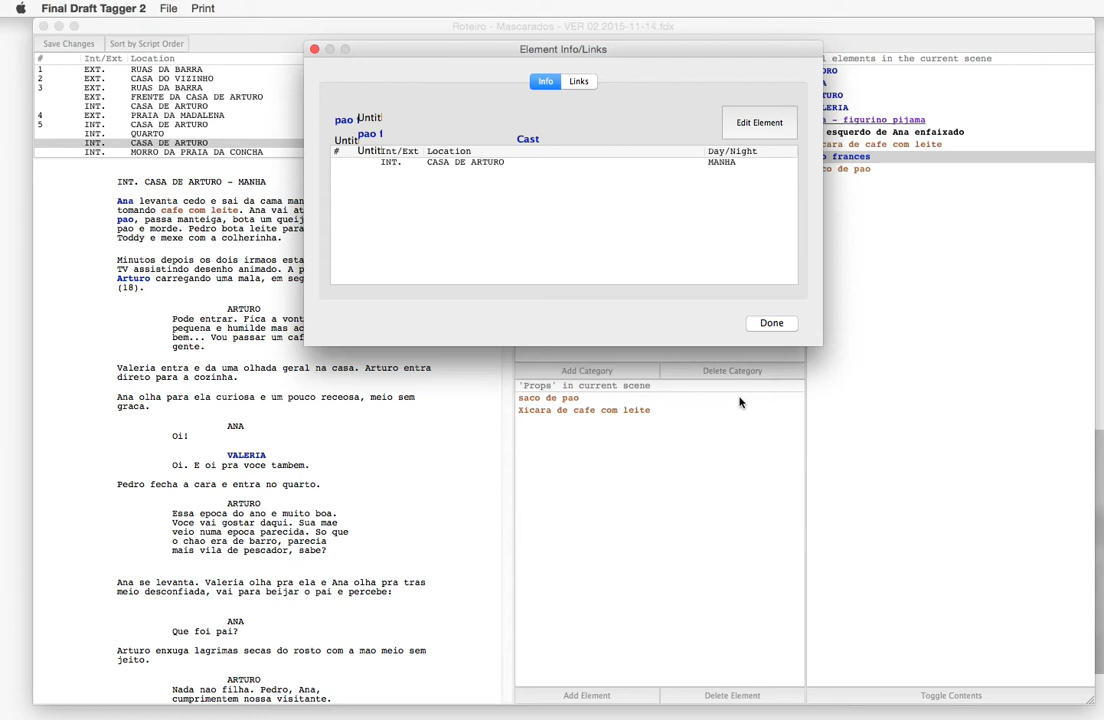 Final Draft Tagger 2 File Print
Roteiro - Mascarados - VER 02 2015-11-14.fdx
Save Changes Sort by Script Order
# Int/Ext Location
1 EXT. RUAS DA BARRA
2 EXT. CASA DO VIZINHO
3 EXT. RUAS DA BARRA
EXT. FRENTE DA CASA DE ARTURO
INT. CASA DE ARTURO
4 EXT. PRAIA DA MADALENA
5 INT. CASA DE ARTURO
INT. QUARTO
INT. CASA DE ARTURO
INT. MORRO DA PRAIA DA CONCHA
INT. CASA DE ARTURO - MANHA
Ana levanta cedo e sai da cama
tomando cafe com leite. Ana vai
pao, passa manteiga, bota um
pao e morde. Pedro bota leite
Toddy e mexe com a colherinha.
Minutos depois os dois irmaos
TV assistindo desenho animado. A
Arturo carregando uma mala, em
(18).
ARTURO
Pode entrar. Fica a
pequena e humilde mas
bem... Vou passar um
gente.
Valeria entra e da uma olhada geral na casa. Arturo entra
direto para a cozinha.
Ana olha para ela curiosa e um pouco receosa, meio sem
graca.
ANA
Oi!
VALERIA
Oi. E oi pra voce tambem.
Pedro fecha a cara e entra no quarto.
ARTURO
Essa epoca do ano e muito boa.
Voce vai gostar daqui. Sua mae
veio numa epoca parecida. So que
o chao era de barro, parecia
mais vila de pescador, sabe?
Ana se levanta. Valeria olha pra ela e Ana olha pra tras
meio desconfiada, vai para beijar o pai e percebe:
ANA
Que foi pai?
Arturo enxuga lagrimas secas do rosto com a mao meio sem
jeito.
ARTURO
Nada nao filha. Pedro, Ana,
cumprimentem nossa visitante.
Element Info/Links
Info Links
pao f Untitl
pao f
Untitl
Untitl
Cast
Edit Element
# Int/Ext Location Day/Night
INT. CASA DE ARTURO MANHA
Done
Add Category Delete Category
'Props' in current scene
saco de pao
Xicara de cafe com leite
Add Element Delete Element
elements in the current scene
- figurino pijama
esquerdo de Ana enfaixado
cara de cafe com leite
frances
co de pao
Toggle Contents